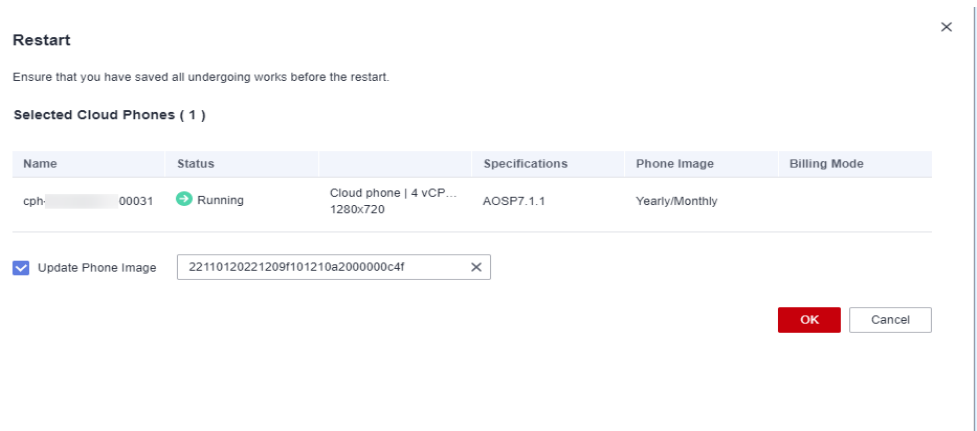 Restart
Ensure that you have saved all undergoing works before the restart.
Selected Cloud Phones ( 1 )
Name Status Specifications Phone Image Billing Mode
cph- 00031 Running Cloud phone | 4 vCP... AOSP7.1.1 Yearly/Monthly
1280x720
Update Phone Image 22110120221209f101210a2000000c4f
OK Cancel